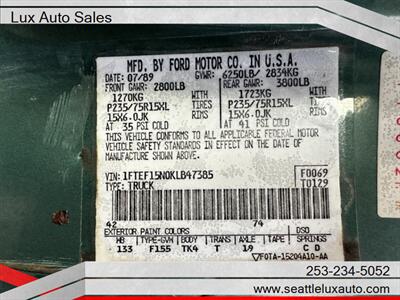 Lux Auto Sales
MFD. BY FORD MOTOR CO. IN U.S.A.
DATE: 07/89 GVWR: 6250LB/ 2834KG
FRONT GAWR: 2800LB REAR GAWR: 3800LB
1270KG WITH 1723KG WITH
P235/75R15XL TIRES P235/75R15XL TIRES
15X6.0JK RIMS 15X6.0JK RIMS
AT 35 PSI COLD AT 41 PSI COLD
THIS VEHICLE CONFORMS TO ALL APPLICABLE FEDERAL MOTOR
VEHICLE SAFETY STANDARDS IN EFFECT ON THE DATE OF
MANUFACTURE SHOWN ABOVE.
VIN: 1FTEF15N0KLB47385 F0069
TYPE: TRUCK T0129
42 74
EXTERIOR PAINT COLORS DSO
WB TYPE-GVW BODY TRANS AXLE SPRINGS
133 F155 TK4 T 19 C D
F0TA-15204A10-AA
253-234-5052
www.seattleluxauto.com